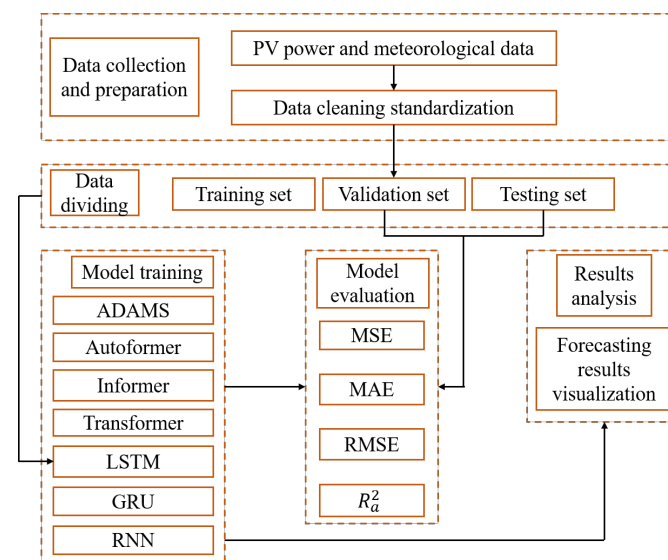 Data collection
and preparation
PV power and meteorological data
Data cleaning standardization
Data
dividing
Training set
Validation set
Testing set
Model training
ADAMS
Autoformer
Informer
Transformer
LSTM
GRU
RNN
Model
evaluation
MSE
MAE
RMSE
$R_a^2$
Results
analysis
Forecasting
results
visualization